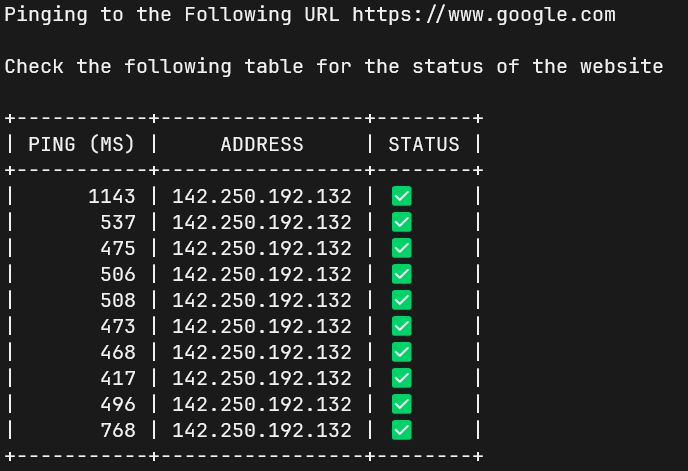 Pinging to the Following URL https://www.google.com
Check the following table for the status of the website
+-----------+-----------------+--------+
| PING (MS) |     ADDRESS     | STATUS |
+-----------+-----------------+--------+
|      1143 | 142.250.192.132 | ✅     |
|       537 | 142.250.192.132 | ✅     |
|       475 | 142.250.192.132 | ✅     |
|       506 | 142.250.192.132 | ✅     |
|       508 | 142.250.192.132 | ✅     |
|       473 | 142.250.192.132 | ✅     |
|       468 | 142.250.192.132 | ✅     |
|       417 | 142.250.192.132 | ✅     |
|       496 | 142.250.192.132 | ✅     |
|       768 | 142.250.192.132 | ✅     |
+-----------+-----------------+--------+